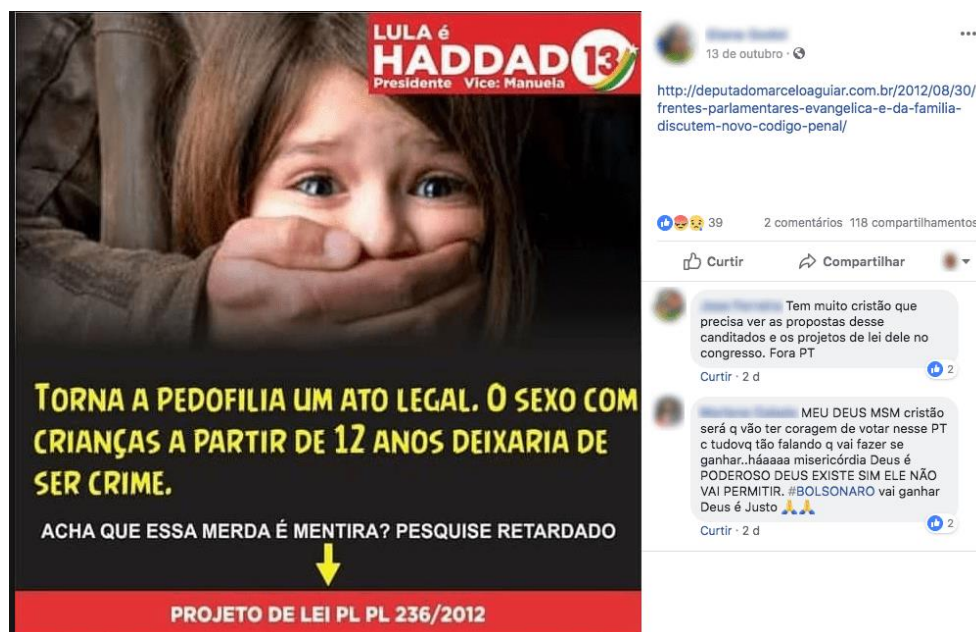 LULA é
HADDAD 13
Presidente Vice: Manuela
TORNA A PEDOFILIA UM ATO LEGAL. O SEXO COM
CRIANÇAS A PARTIR DE 12 ANOS DEIXARIA DE
SER CRIME.
ACHA QUE ESSA MERDA É MENTIRA? PESQUISE RETARDADO
PROJETO DE LEI PL PL 236/2012
13 de outubro
http://deputadomarceloaguiar.com.br/2012/08/30/
frentes-parlamentares-evangelica-e-da-familia-
discutem-novo-codigo-penal/
39 2 comentários 118 compartilhamentos
Curtir Compartilhar
Tem muito cristão que
precisa ver as propostas desse
canditados e os projetos de lei dele no
congresso. Fora PT
Curtir · 2 d 2
MEU DEUS MSM cristão
será q vão ter coragem de votar nesse PT
c tudovq tão falando q vai fazer se
ganhar..háaaaa misericórdia Deus é
PODEROSO DEUS EXISTE SIM ELE NÃO
VAI PERMITIR. #BOLSONARO vai ganhar
Deus é Justo 🙏🙏
Curtir · 2 d 2